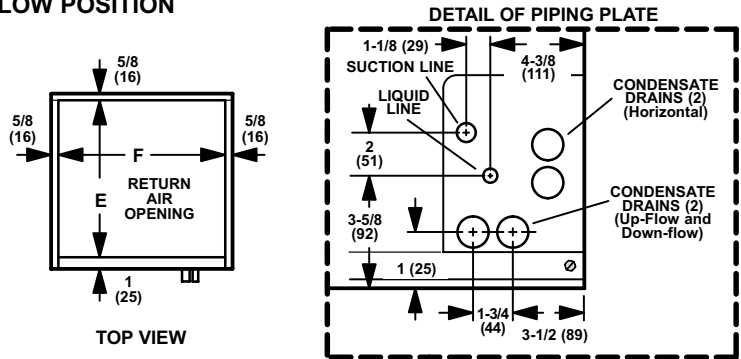 LOW POSITION
5/8
(16)
5/8
(16)
5/8
(16)
F
E
RETURN
AIR
OPENING
1
(25)
TOP VIEW
DETAIL OF PIPING PLATE
1-1/8 (29)
SUCTION LINE
4-3/8
(111)
LIQUID
LINE
CONDENSATE
DRAINS (2)
(Horizontal)
2
(51)
3-5/8
(92)
CONDENSATE
DRAINS (2)
(Up-Flow and
Down-flow)
1 (25)
1-3/4
(44)
3-1/2 (89)